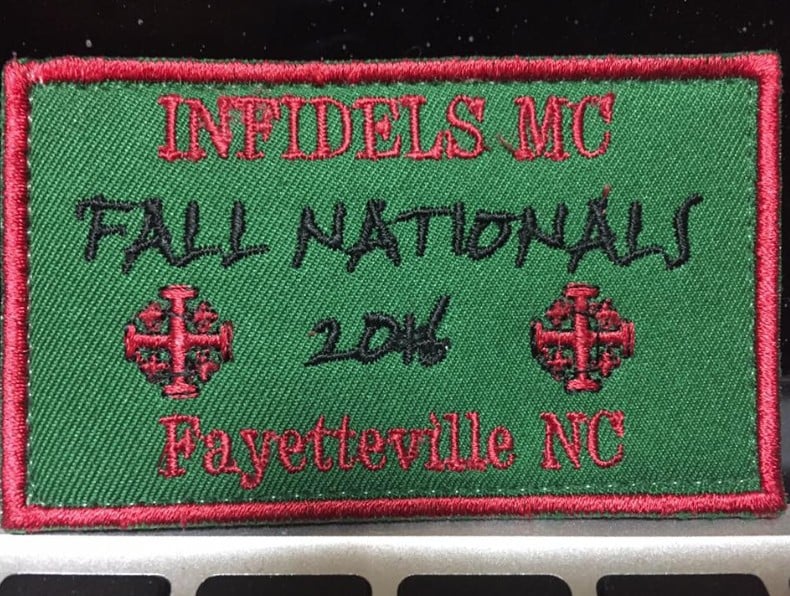 INFIDELS MC
FALL NATIONALS
2016
Fayetteville NC